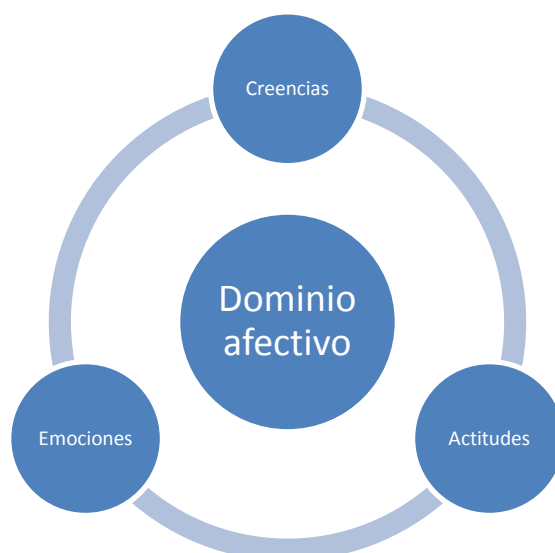 Creencias
Dominio
afectivo
Emociones
Actitudes